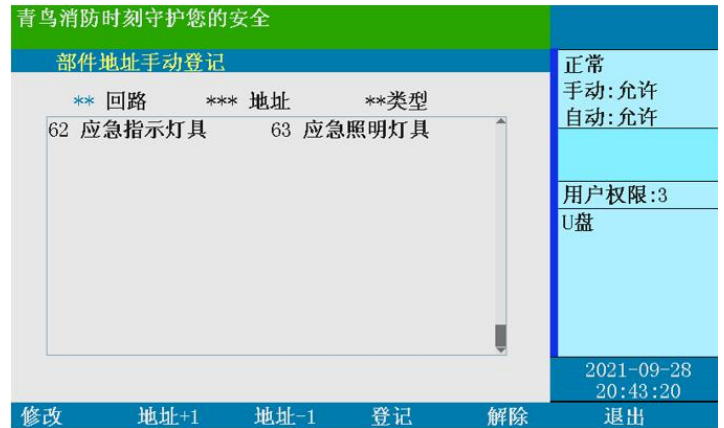 青鸟消防时刻守护您的安全
部件地址手动登记
** 回路 *** 地址 **类型
62 应急指示灯具 63 应急照明灯具
正常
手动:允许
自动:允许
用户权限:3
U盘
2021-09-28
20:43:20
修改 地址+1 地址-1 登记 解除 退出